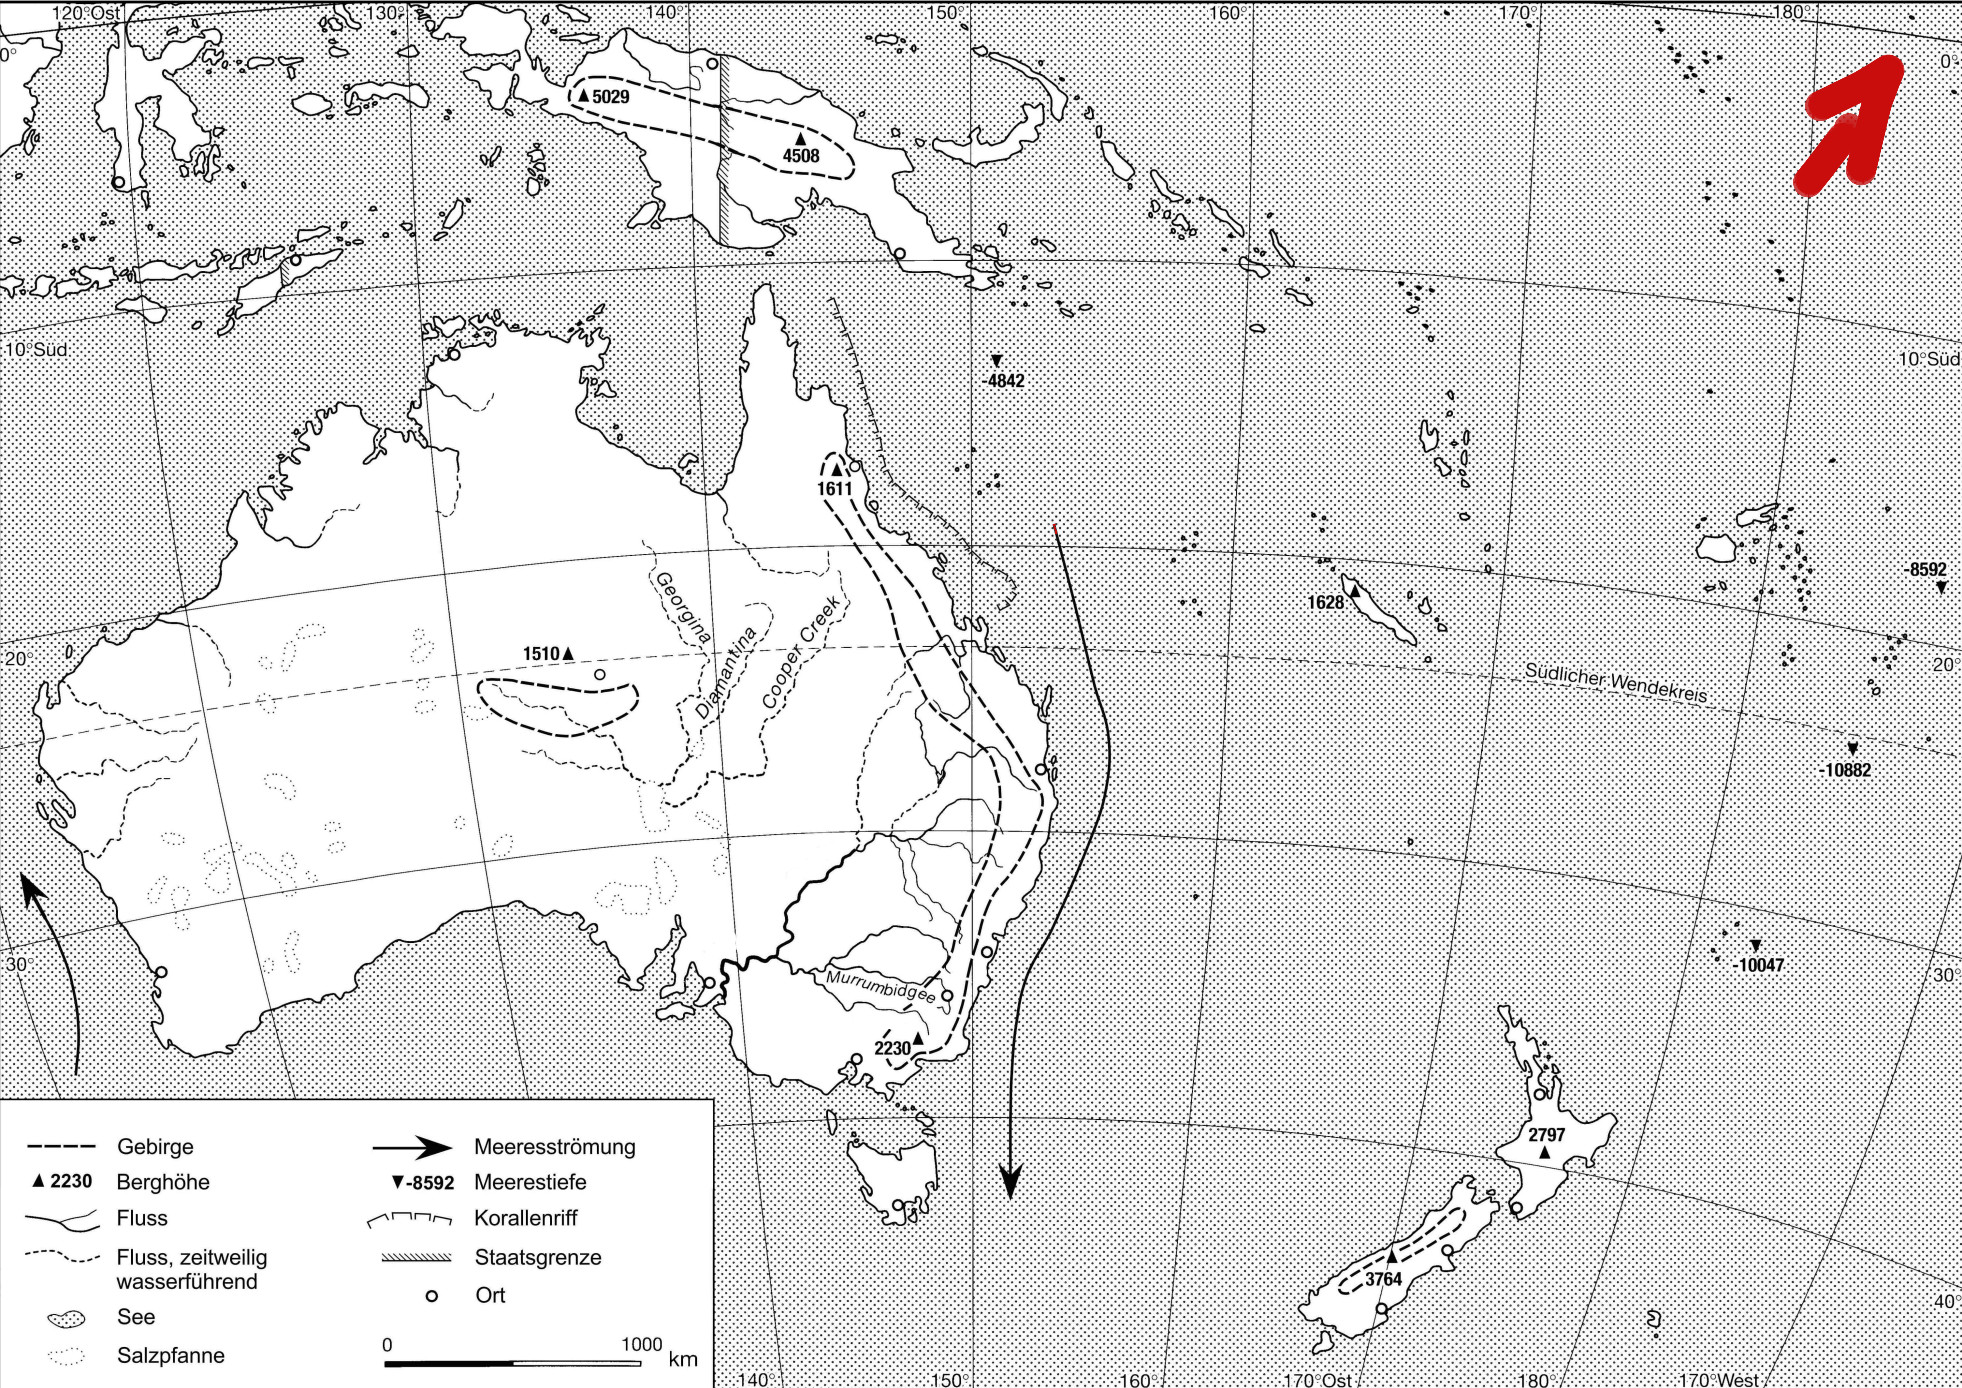 120°Ost
130°
140°
150°
160°
170°
180°
0°
0°
5029
4508
10°Süd
10°Süd
-4842
1611
-8592
1628
Georgina
Diamantina
Cooper Creek
1510
20°
20°
Südlicher Wendekreis
-10882
-10047
30°
30°
Murrumbidgee
2230
2797
3764
40°
Gebirge
2230 Berghöhe
Fluss
Fluss, zeitweilig
wasserführend
See
Salzpfanne
Meeresströmung
-8592 Meerestiefe
Korallenriff
Staatsgrenze
Ort
0 1000 km
140°
150°
160°
170°Ost
180°
170°West